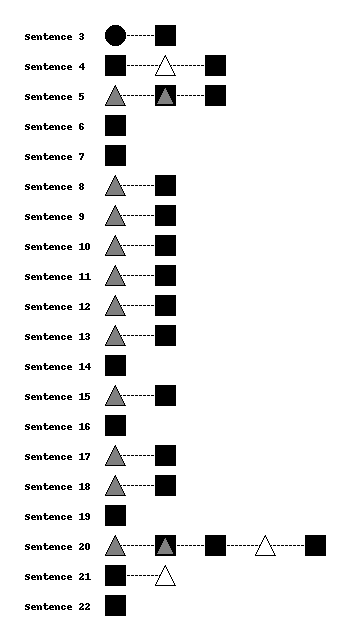 Sentence 3
Sentence 4
Sentence 5
Sentence 6
Sentence 7
Sentence 8
Sentence 9
Sentence 10
Sentence 11
Sentence 12
Sentence 13
Sentence 14
Sentence 15
Sentence 16
Sentence 17
Sentence 18
Sentence 19
Sentence 20
Sentence 21
Sentence 22